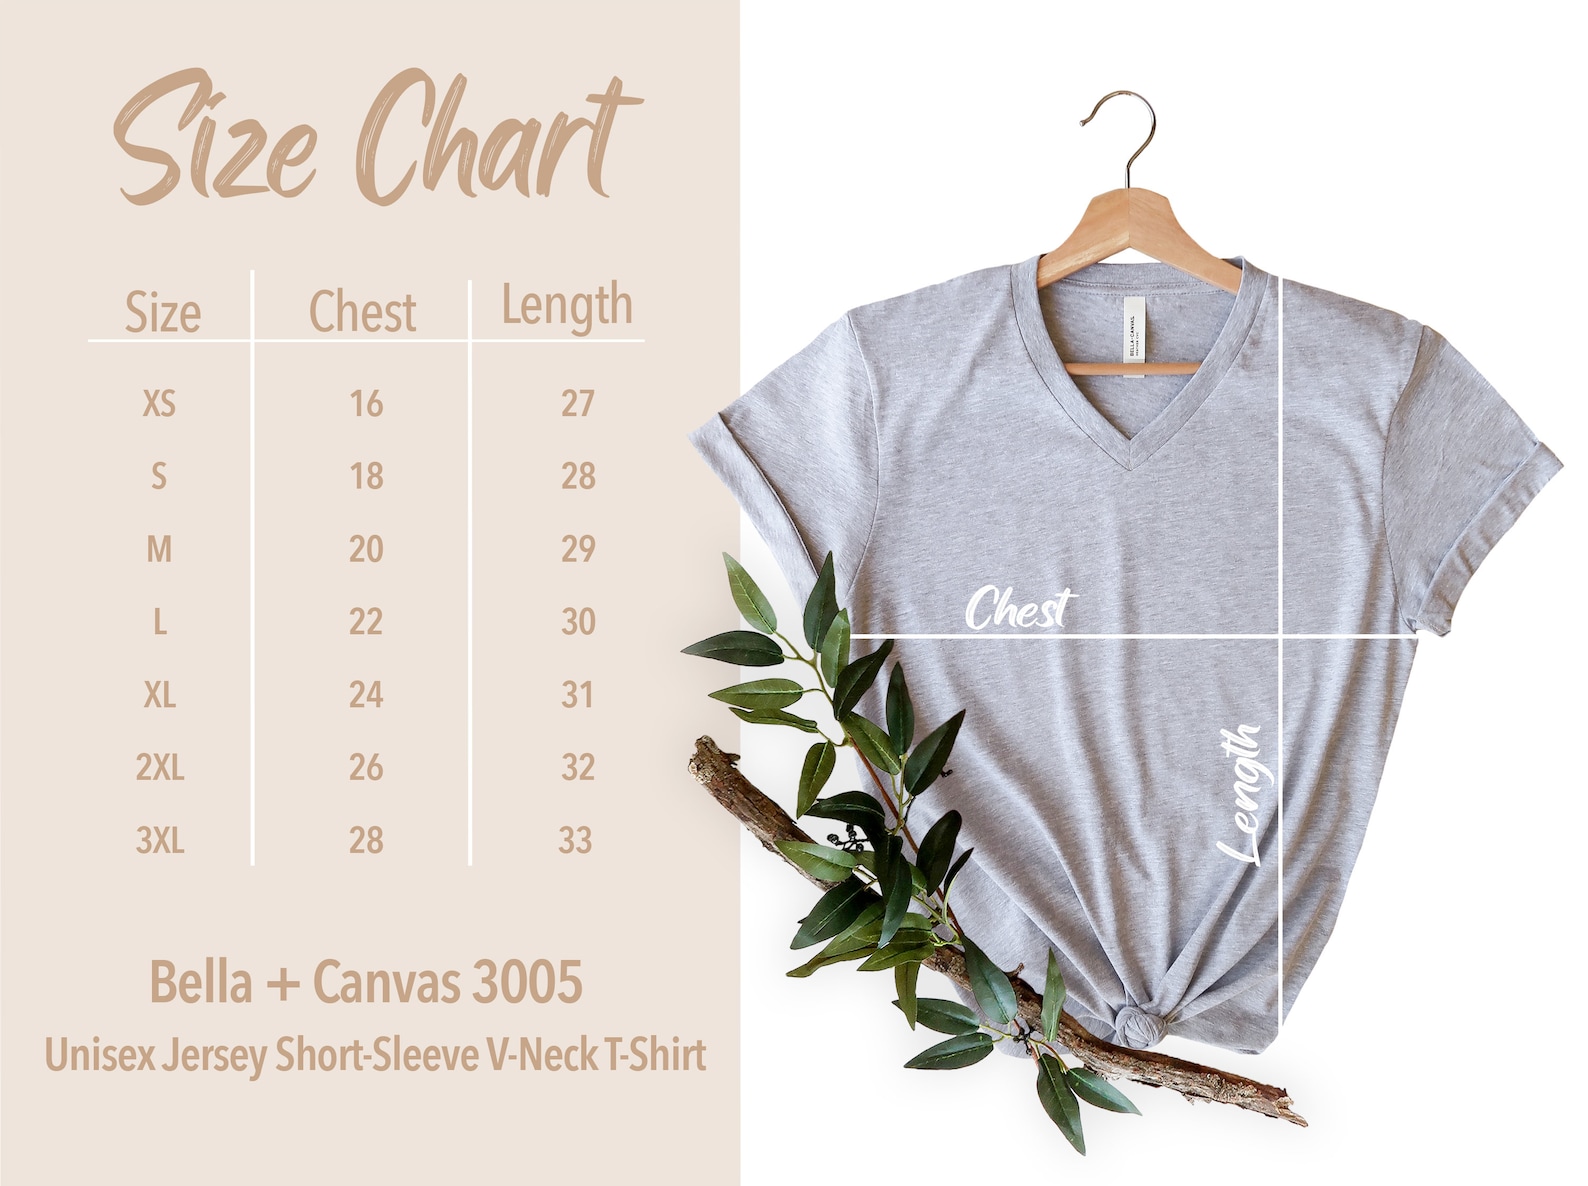 Size Chart
Size Chest Length
XS 16 27
S 18 28
M 20 29
L 22 30
XL 24 31
2XL 26 32
3XL 28 33
Bella + Canvas 3005
Unisex Jersey Short-Sleeve V-Neck T-Shirt
BELLA+CANVAS.
Chest
Length